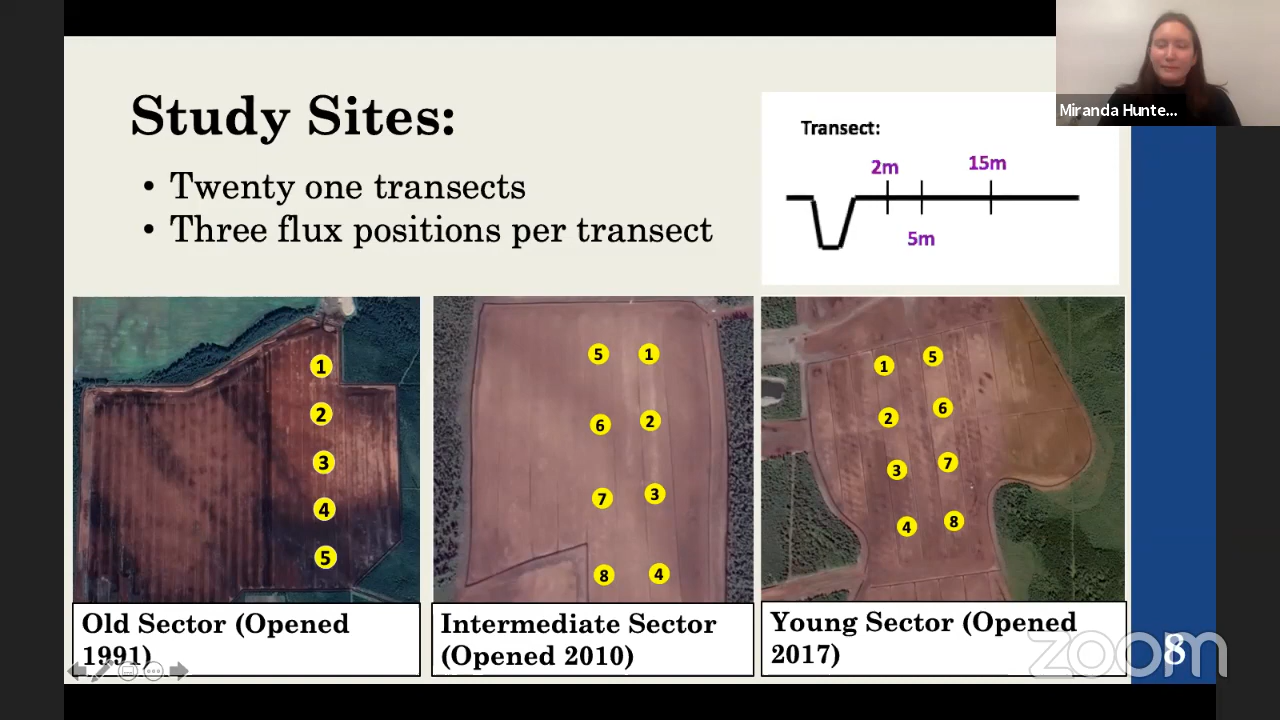 Miranda Hunte...
Study Sites:
• Twenty one transects
• Three flux positions per transect
Transect:
2m
15m
5m
1
2
3
4
5
5
1
6
2
7
3
8
4
1
5
2
6
3
7
4
8
Old Sector (Opened
1991)
Intermediate Sector
(Opened 2010)
Young Sector (Opened
2017)
zoom
8